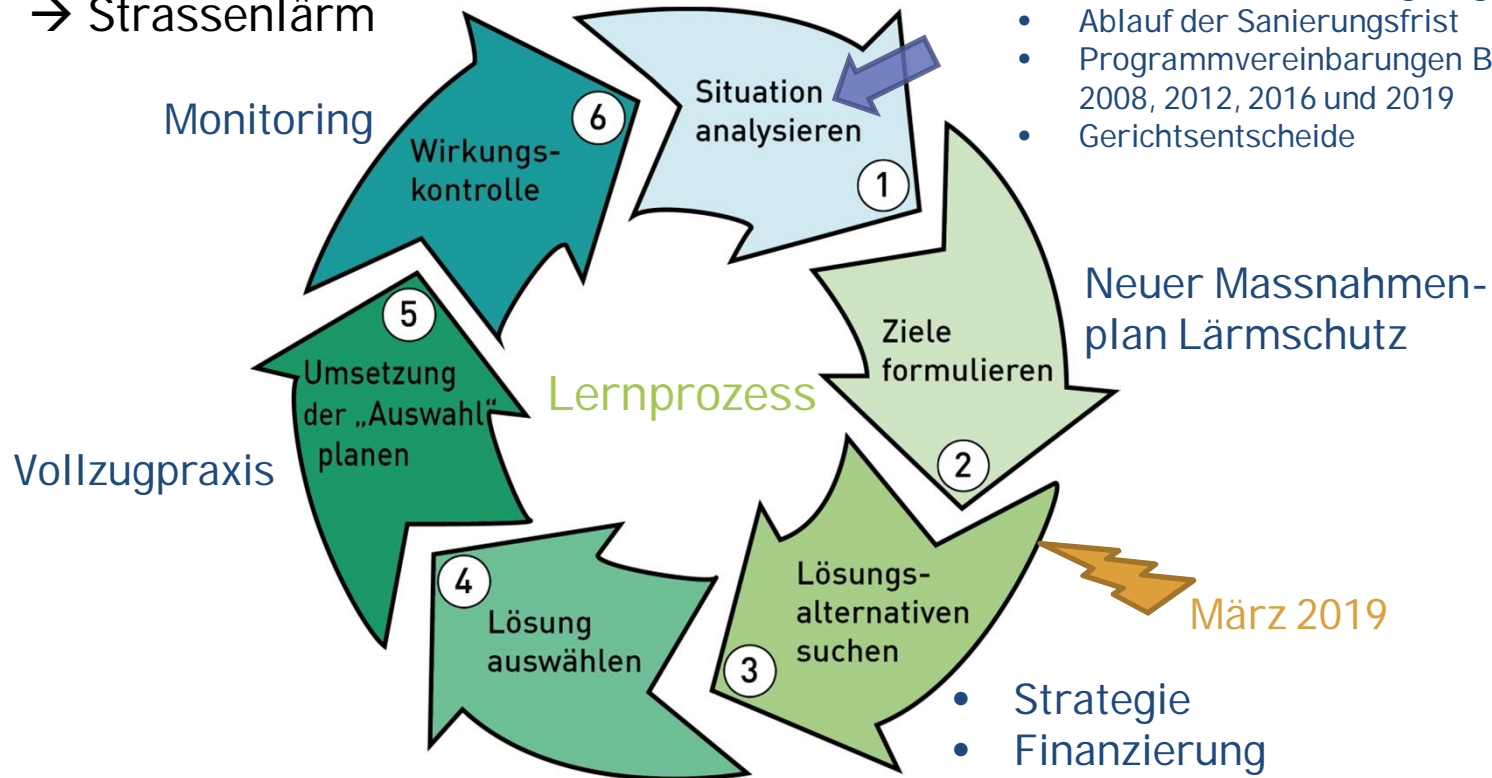 → Strassenlärm
• Ablauf der Sanierungsfrist
• Programmvereinbarungen B
2008, 2012, 2016 und 2019
• Gerichtsentscheide
Situation
analysieren
1
Neuer Massnahmen-
plan Lärmschutz
Ziele
formulieren
2
März 2019
Lösungs-
alternativen
suchen
3
• Strategie
• Finanzierung
4
Lösung
auswählen
Vollzugpraxis
5
Umsetzung
der „Auswahl“
planen
Monitoring
6
Wirkungs-
kontrolle
Lernprozess